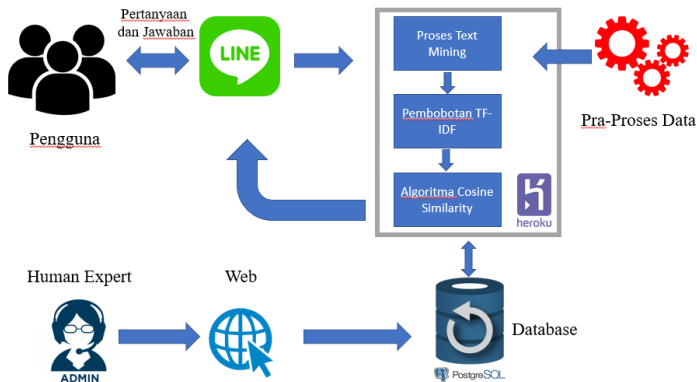 Pertanyaan
dan Jawaban
LINE
Pengguna
Proses Text
Mining
Pembobotan TF-
IDF
Algoritma Cosine
Similarity
heroku
Pra-Proses Data
Human Expert
Web
ADMIN
Database
PostgreSQL